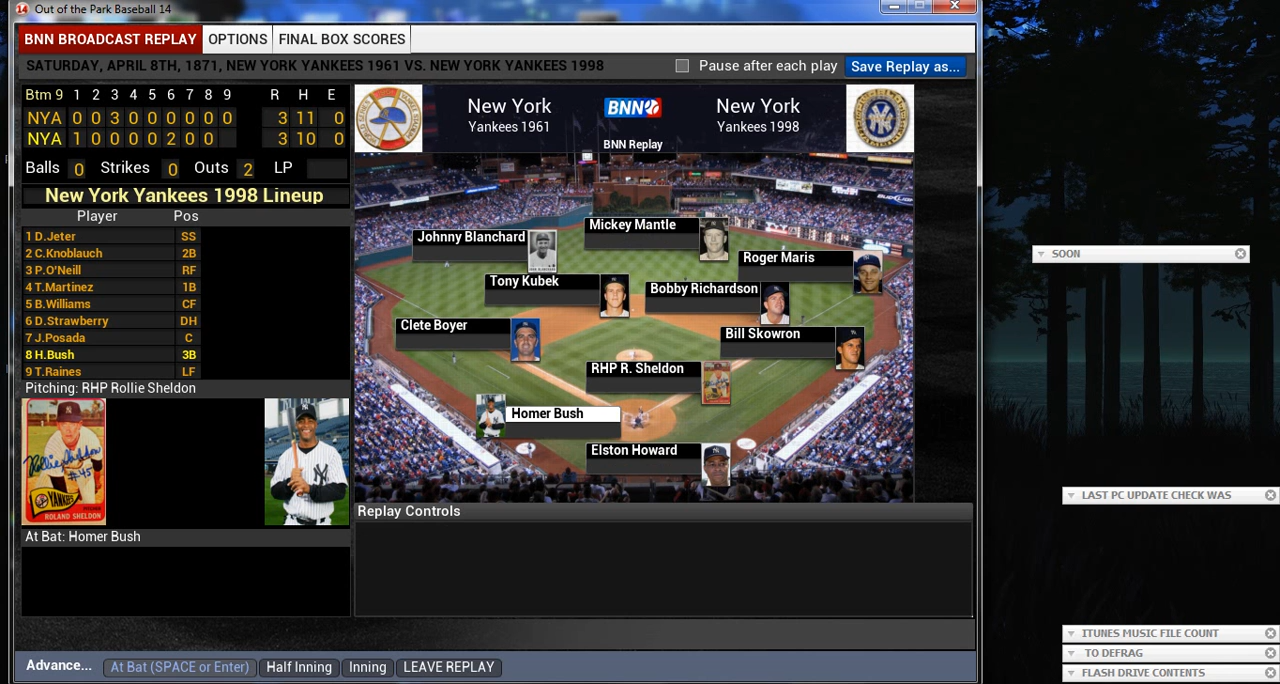 Out of the Park Baseball 14
BNN BROADCAST REPLAY OPTIONS FINAL BOX SCORES
SATURDAY, APRIL 8TH, 1871, NEW YORK YANKEES 1961 VS. NEW YORK YANKEES 1998
Pause after each play Save Replay as...
Btm 9 1 2 3 4 5 6 7 8 9 R H E
NYA 0 0 3 0 0 0 0 0 0 3 11 0
NYA 1 0 0 0 0 2 0 0 3 10 0
Balls 0 Strikes 0 Outs 2 LP
New York Yankees 1998 Lineup
Player Pos
1 D.Jeter SS
2 C.Knoblauch 2B
3 P.O'Neill RF
4 T.Martinez 1B
5 B.Williams CF
6 D.Strawberry DH
7 J.Posada C
8 H.Bush 3B
9 T.Raines LF
Pitching: RHP Rollie Sheldon
YANKEES
ROLAND SHELDON
At Bat: Homer Bush
New York
Yankees 1961
BNN
BNN Replay
New York
Yankees 1998
Mickey Mantle
Johnny Blanchard
Roger Maris
Tony Kubek
Bobby Richardson
Clete Boyer
Bill Skowron
RHP R. Sheldon
Homer Bush
Elston Howard
Replay Controls
Advance... At Bat (SPACE or Enter) Half Inning Inning LEAVE REPLAY
SOON
LAST PC UPDATE CHECK WAS
ITUNES MUSIC FILE COUNT
TO DEFRAG
FLASH DRIVE CONTENTS